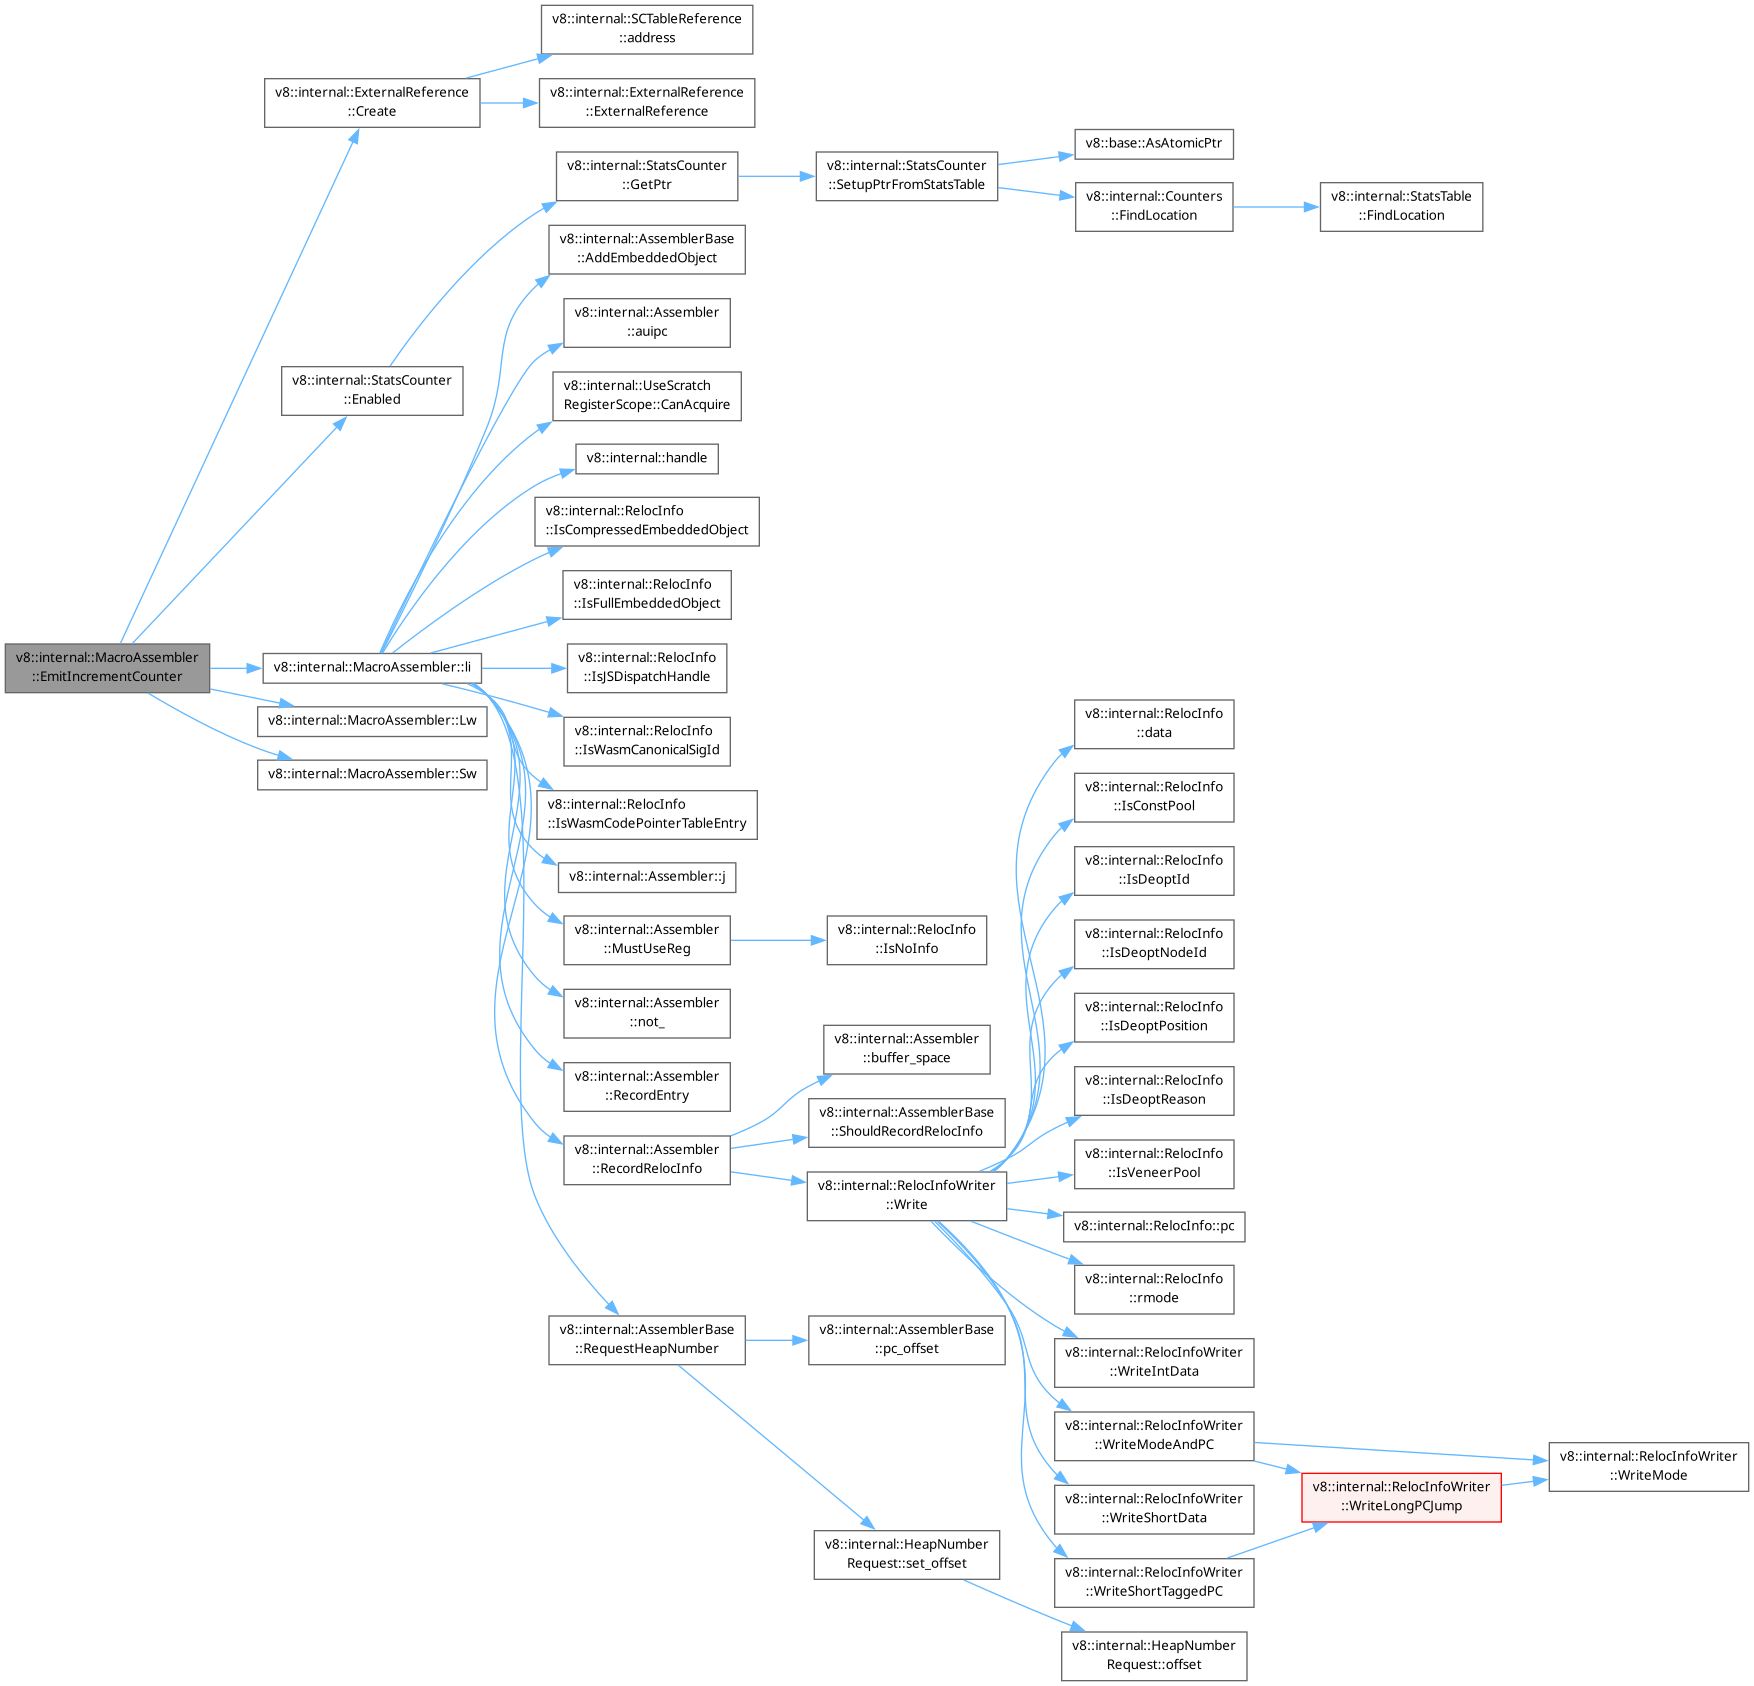 v8::internal::SCTableReference
::address
v8::internal::ExternalReference
::Create
v8::internal::ExternalReference
::ExternalReference
v8::base::AsAtomicPtr
v8::internal::StatsCounter
::GetPtr
v8::internal::StatsCounter
::SetupPtrFromStatsTable
v8::internal::Counters
::FindLocation
v8::internal::StatsTable
::FindLocation
v8::internal::AssemblerBase
::AddEmbeddedObject
v8::internal::Assembler
::auipc
v8::internal::StatsCounter
::Enabled
v8::internal::UseScratch
RegisterScope::CanAcquire
v8::internal::handle
v8::internal::RelocInfo
::IsCompressedEmbeddedObject
v8::internal::RelocInfo
::IsFullEmbeddedObject
v8::internal::MacroAssembler
::EmitIncrementCounter
v8::internal::MacroAssembler::li
v8::internal::RelocInfo
::IsJSDispatchHandle
v8::internal::MacroAssembler::Lw
v8::internal::RelocInfo
::IsWasmCanonicalSigId
v8::internal::RelocInfo
::data
v8::internal::MacroAssembler::Sw
v8::internal::RelocInfo
::IsWasmCodePointerTableEntry
v8::internal::RelocInfo
::IsConstPool
v8::internal::Assembler::j
v8::internal::RelocInfo
::IsDeoptId
v8::internal::Assembler
::MustUseReg
v8::internal::RelocInfo
::IsNoInfo
v8::internal::RelocInfo
::IsDeoptNodeId
v8::internal::Assembler
::not_
v8::internal::RelocInfo
::IsDeoptPosition
v8::internal::Assembler
::buffer_space
v8::internal::Assembler
::RecordEntry
v8::internal::RelocInfo
::IsDeoptReason
v8::internal::AssemblerBase
::ShouldRecordRelocInfo
v8::internal::Assembler
::RecordRelocInfo
v8::internal::RelocInfo
::IsVeneerPool
v8::internal::RelocInfoWriter
::Write
v8::internal::RelocInfo::pc
v8::internal::RelocInfo
::rmode
v8::internal::AssemblerBase
::RequestHeapNumber
v8::internal::AssemblerBase
::pc_offset
v8::internal::RelocInfoWriter
::WriteIntData
v8::internal::RelocInfoWriter
::WriteModeAndPC
v8::internal::RelocInfoWriter
::WriteMode
v8::internal::RelocInfoWriter
::WriteLongPCJump
v8::internal::RelocInfoWriter
::WriteShortData
v8::internal::HeapNumber
Request::set_offset
v8::internal::RelocInfoWriter
::WriteShortTaggedPC
v8::internal::HeapNumber
Request::offset